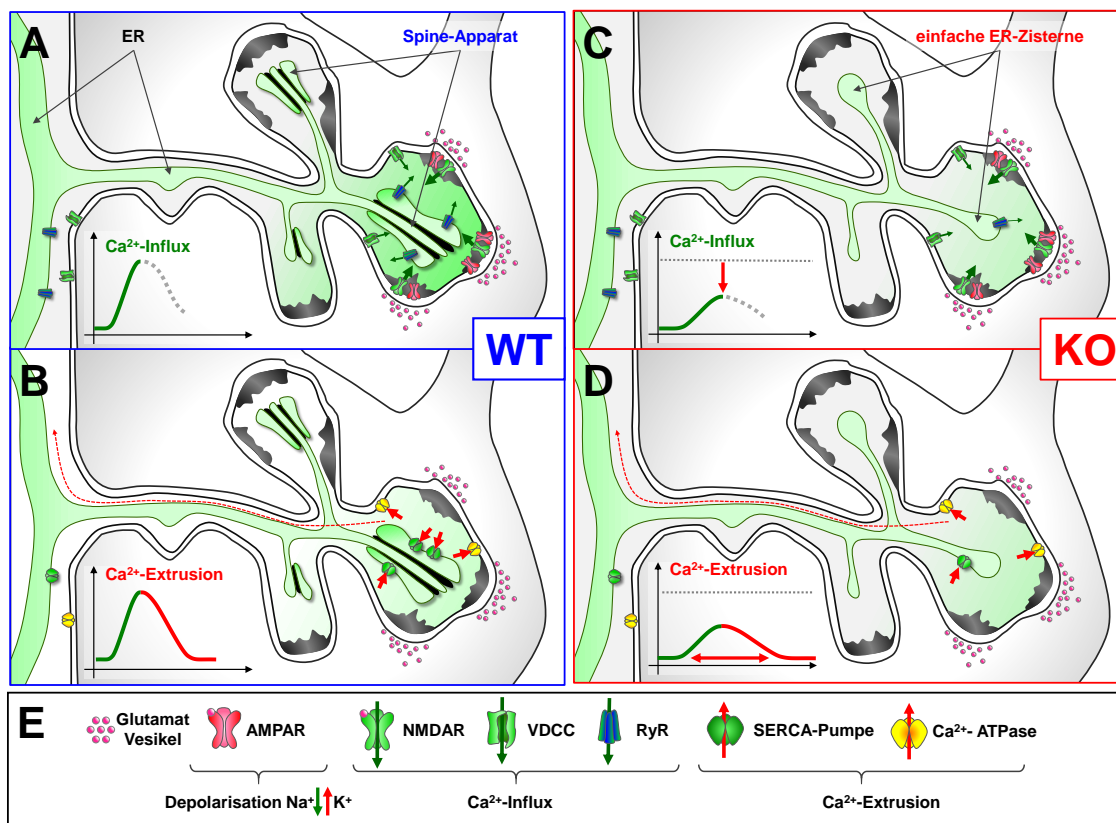 A
ER
Spine-Apparat
Ca²⁺-Influx
WT
B
Ca²⁺-Extrusion
C
einfache ER-Zisterne
Ca²⁺-Influx
KO
D
Ca²⁺-Extrusion
E
Glutamat
Vesikel
AMPAR
NMDAR
VDCC
RyR
SERCA-Pumpe
Ca²⁺- ATPase
Depolarisation Na⁺ K⁺
Ca²⁺-Influx
Ca²⁺-Extrusion